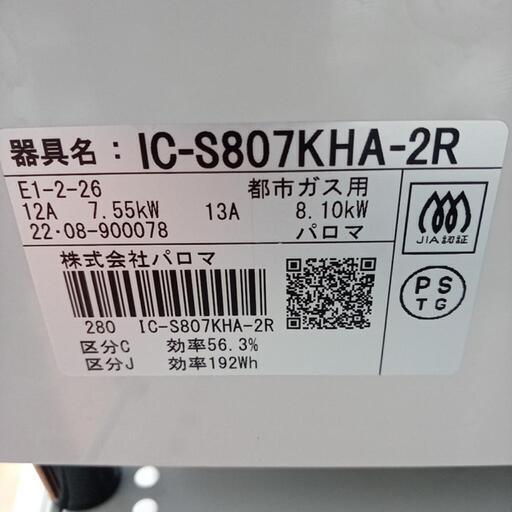 器具名：IC-S807KHA-2R
E1-2-26 都市ガス用
12A 7.55kW 13A 8.10kW
22・08-900078 パロマ
JIA認証
株式会社パロマ
PS
TG
280 IC-S807KHA-2R
区分C 効率56.3%
区分J 効率192Wh